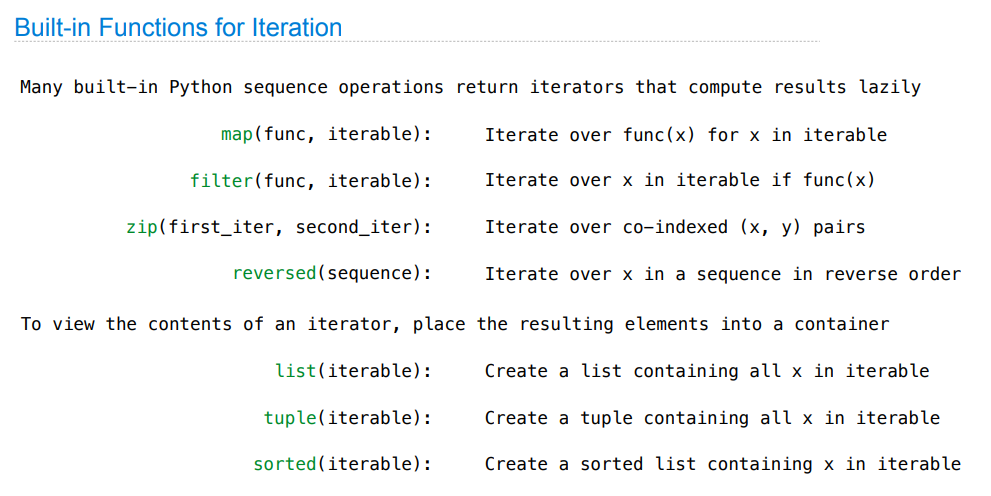 Built-in Functions for Iteration
Many built-in Python sequence operations return iterators that compute results lazily
map(func, iterable): Iterate over func(x) for x in iterable
filter(func, iterable): Iterate over x in iterable if func(x)
zip(first_iter, second_iter): Iterate over co-indexed (x, y) pairs
reversed(sequence): Iterate over x in a sequence in reverse order
To view the contents of an iterator, place the resulting elements into a container
list(iterable): Create a list containing all x in iterable
tuple(iterable): Create a tuple containing all x in iterable
sorted(iterable): Create a sorted list containing x in iterable